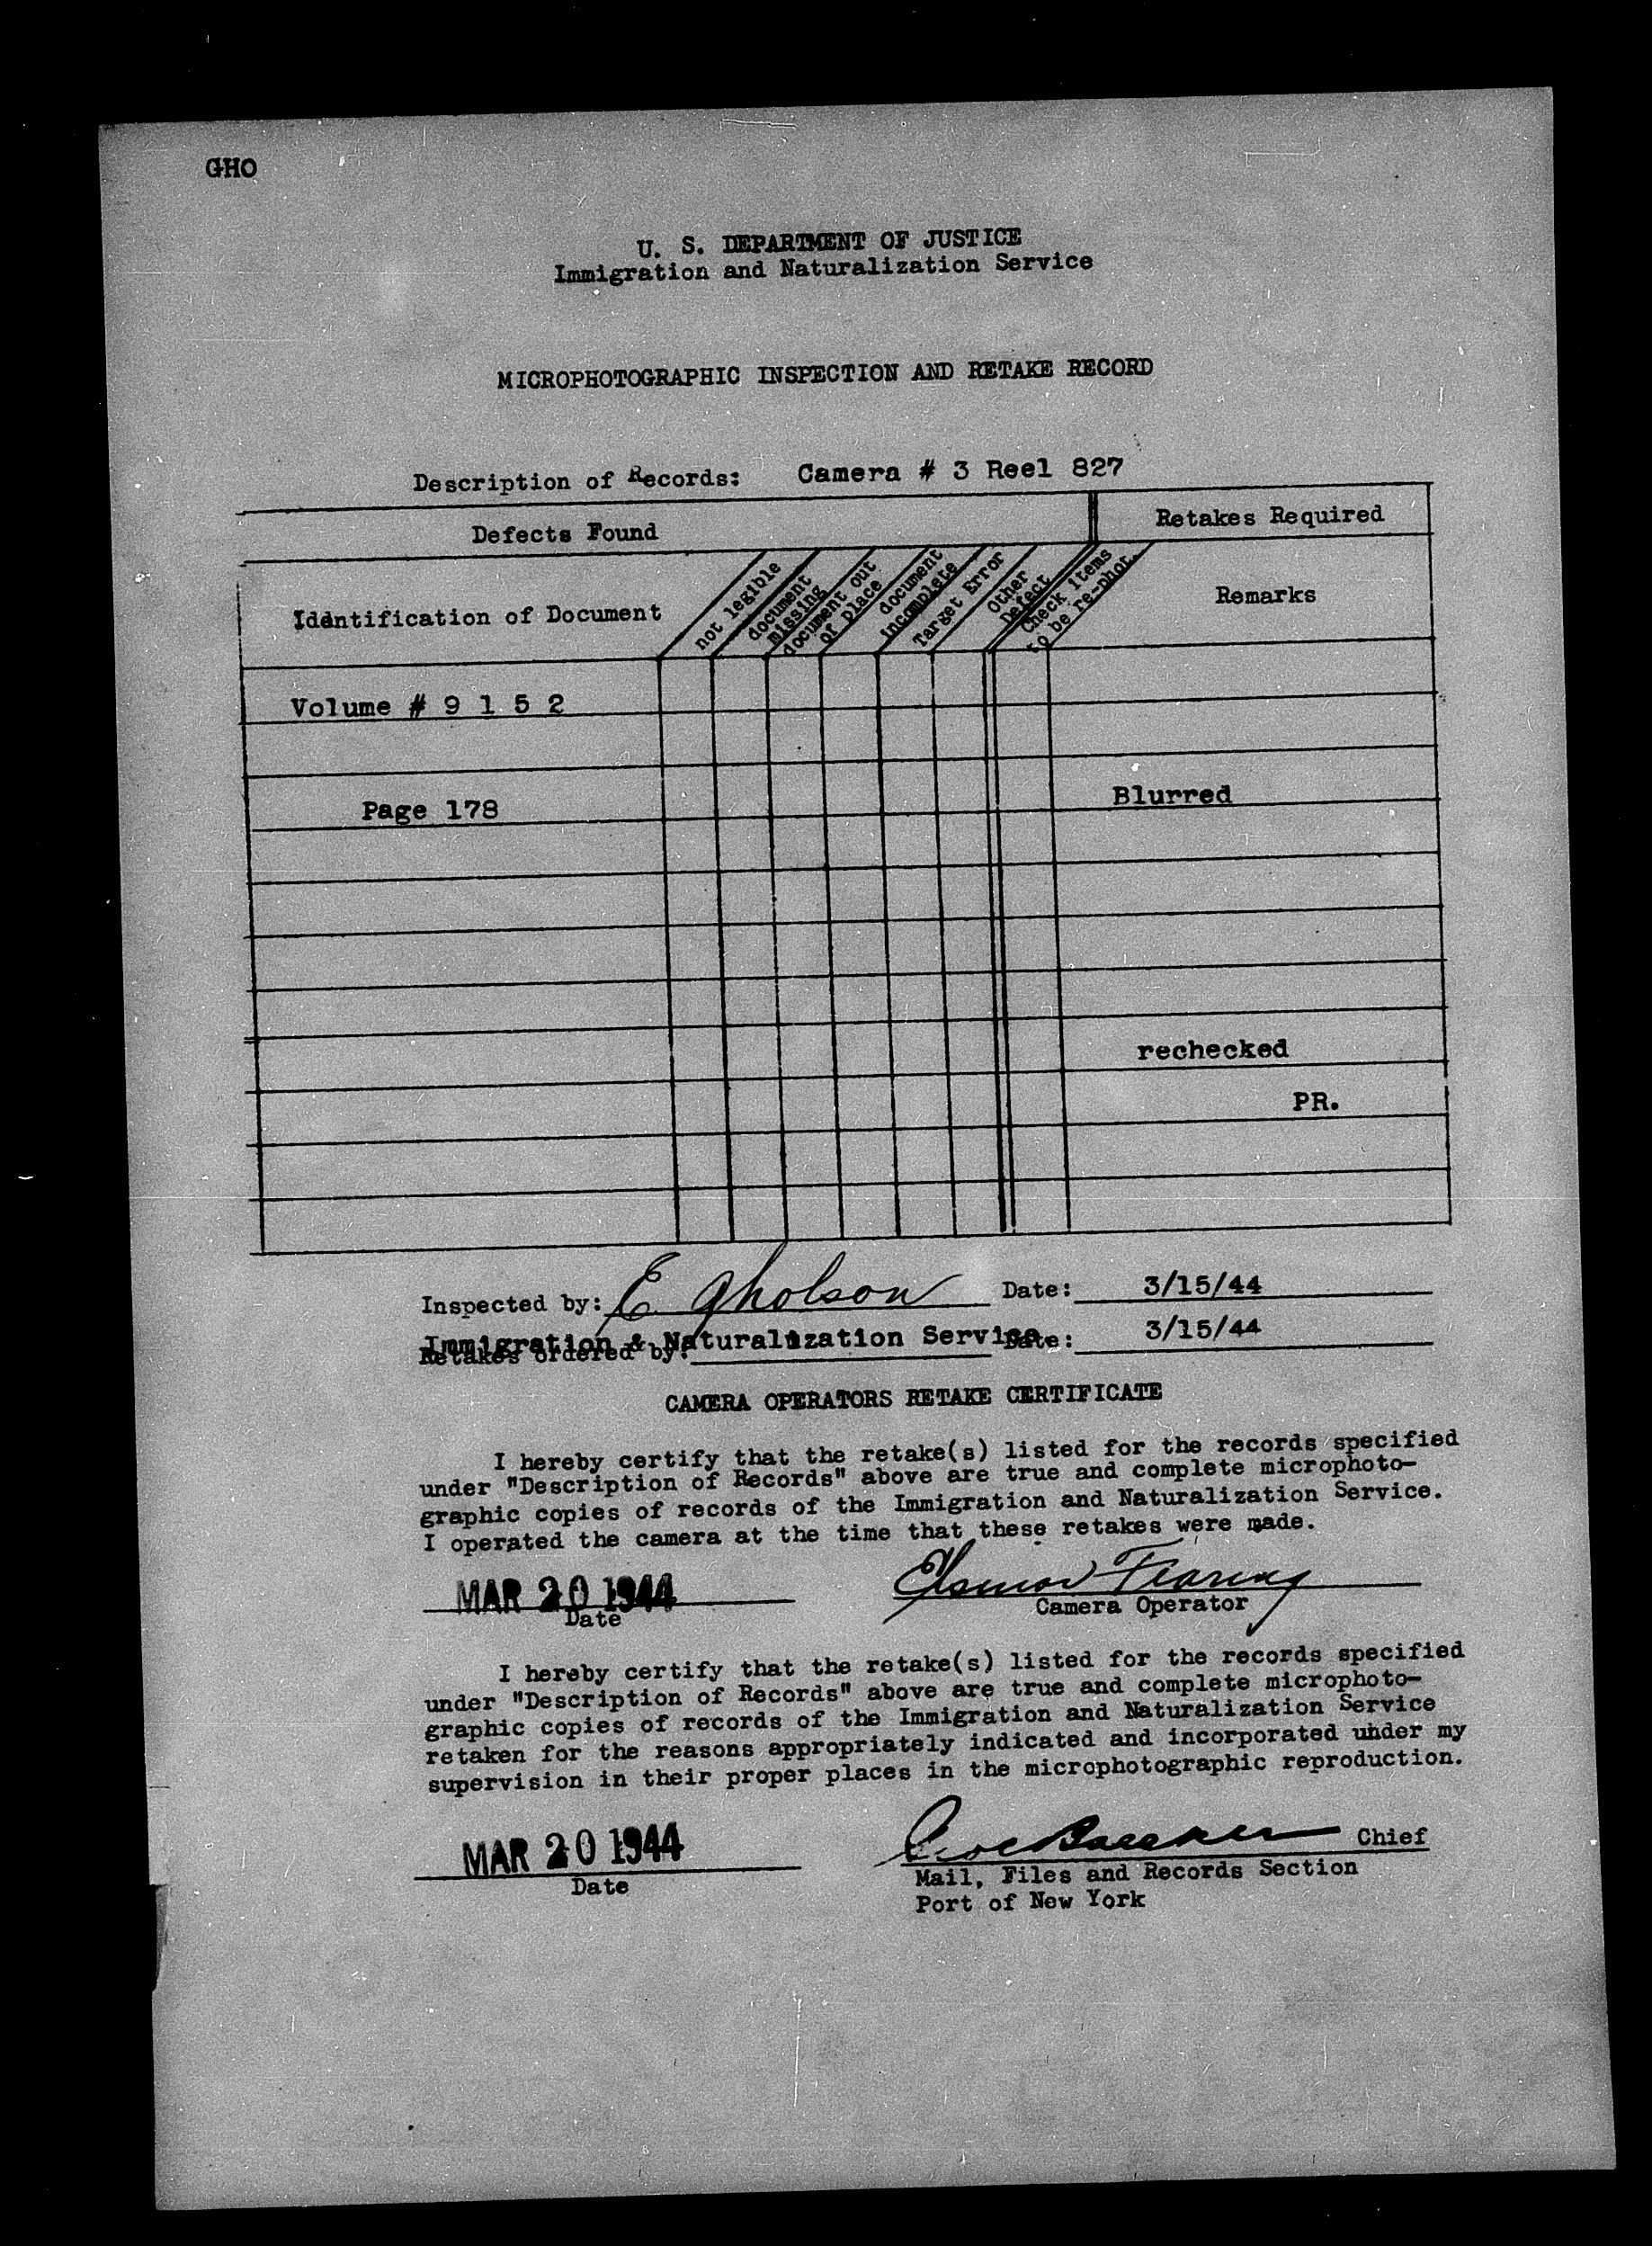 GHO
U. S. DEPARTMENT OF JUSTICE
Immigration and Naturalization Service
MICROPHOTOGRAPHIC INSPECTION AND RETAKE RECORD
Description of Records: Camera # 3 Reel 827
Defects Found Retakes Required
Identification of Document
not legible
document missing
document out of place
document incomplete
Target Error
Other Defect
Check items to be re-phot.
Remarks
Volume # 9 1 5 2
Page 178 Blurred
rechecked
PR.
Inspected by: E Gholson Date: 3/15/44
Immigration & Naturalization Service
Retakes ordered by: Date: 3/15/44
CAMERA OPERATORS RETAKE CERTIFICATE
I hereby certify that the retake(s) listed for the records specified
under "Description of Records" above are true and complete microphoto-
graphic copies of records of the Immigration and Naturalization Service.
I operated the camera at the time that these retakes were made.
MAR 20 1944
Date
Camera Operator
I hereby certify that the retake(s) listed for the records specified
under "Description of Records" above are true and complete microphoto-
graphic copies of records of the Immigration and Naturalization Service
retaken for the reasons appropriately indicated and incorporated under my
supervision in their proper places in the microphotographic reproduction.
MAR 20 1944
Date
Chief
Mail, Files and Records Section
Port of New York